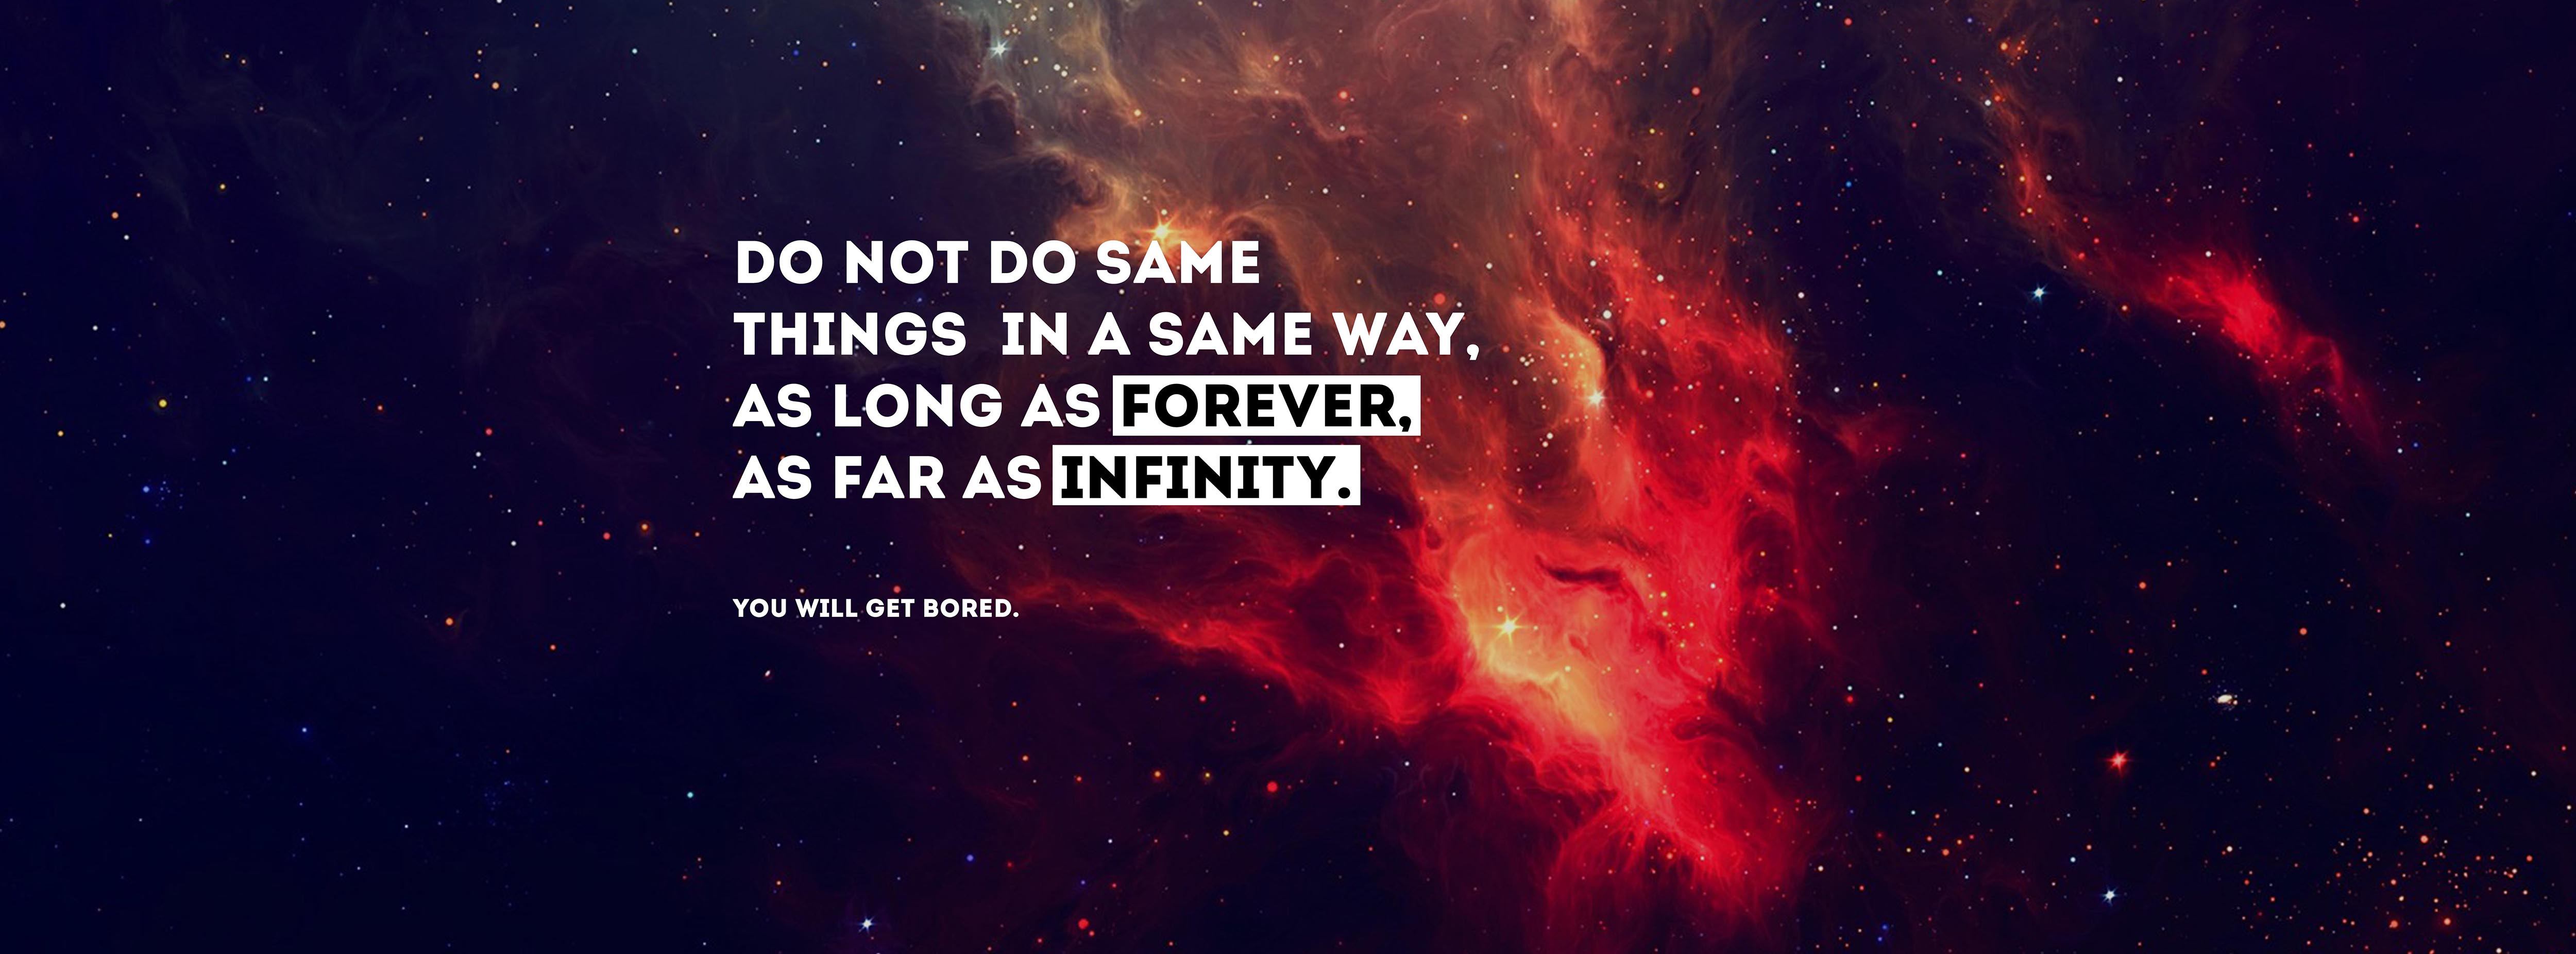 DO NOT DO SAME
THINGS  IN A SAME WAY,
AS LONG AS FOREVER,
AS FAR AS INFINITY.
YOU WILL GET BORED.